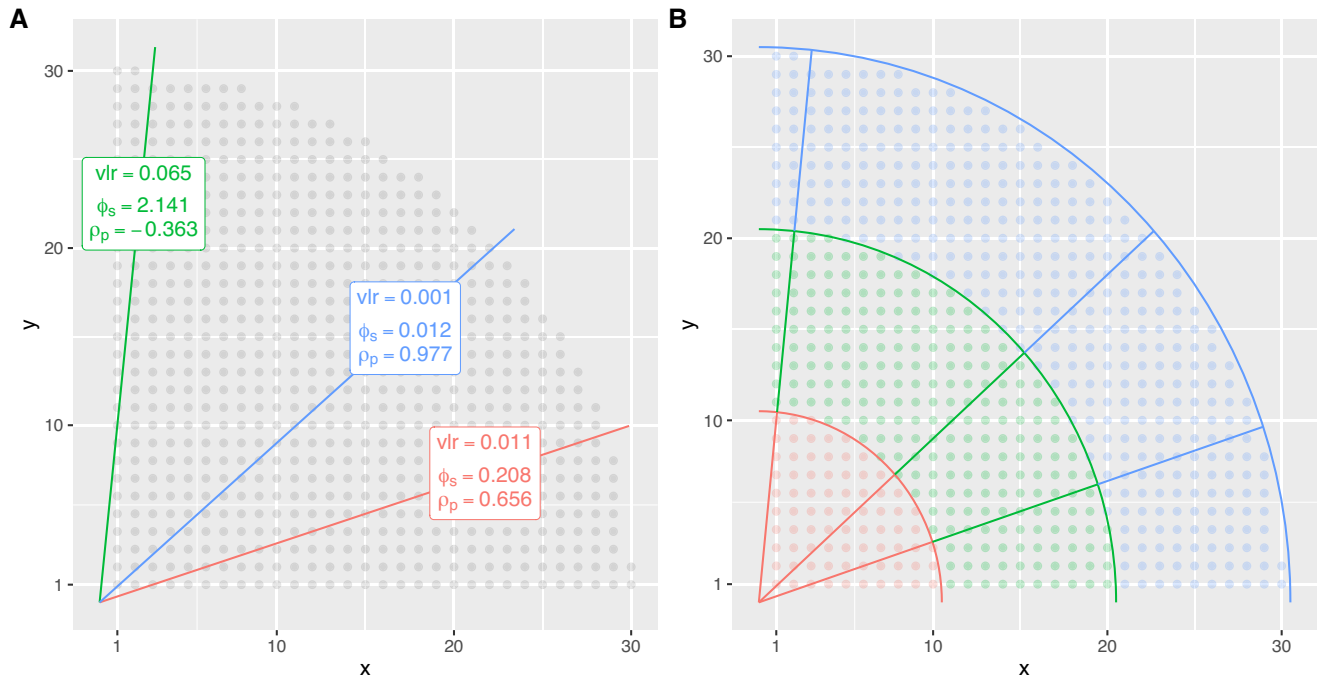 A
30
20
10
1
y
vlr = 0.065
ϕs = 2.141
ρp = −0.363
vlr = 0.001
ϕs = 0.012
ρp = 0.977
vlr = 0.011
ϕs = 0.208
ρp = 0.656
1
10
20
30
x
B
30
20
10
1
y
1
10
20
30
x